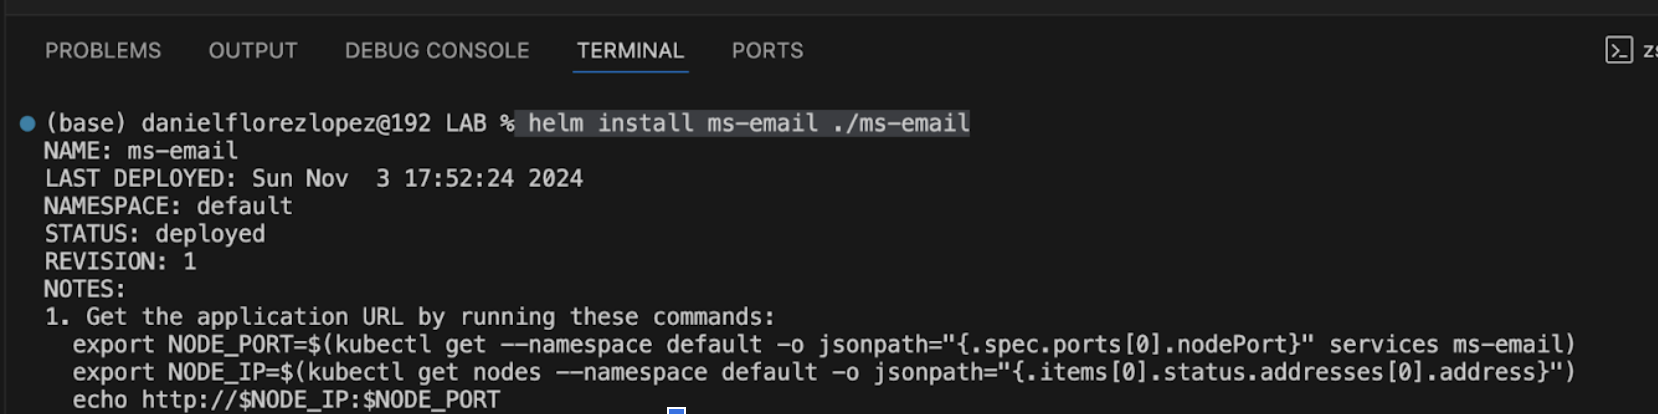 PROBLEMS OUTPUT DEBUG CONSOLE TERMINAL PORTS
(base) danielflorezlopez@192 LAB % helm install ms-email ./ms-email
NAME: ms-email
LAST DEPLOYED: Sun Nov  3 17:52:24 2024
NAMESPACE: default
STATUS: deployed
REVISION: 1
NOTES:
1. Get the application URL by running these commands:
  export NODE_PORT=$(kubectl get --namespace default -o jsonpath="{.spec.ports[0].nodePort}" services ms-email)
  export NODE_IP=$(kubectl get nodes --namespace default -o jsonpath="{.items[0].status.addresses[0].address}")
  echo http://$NODE_IP:$NODE_PORT